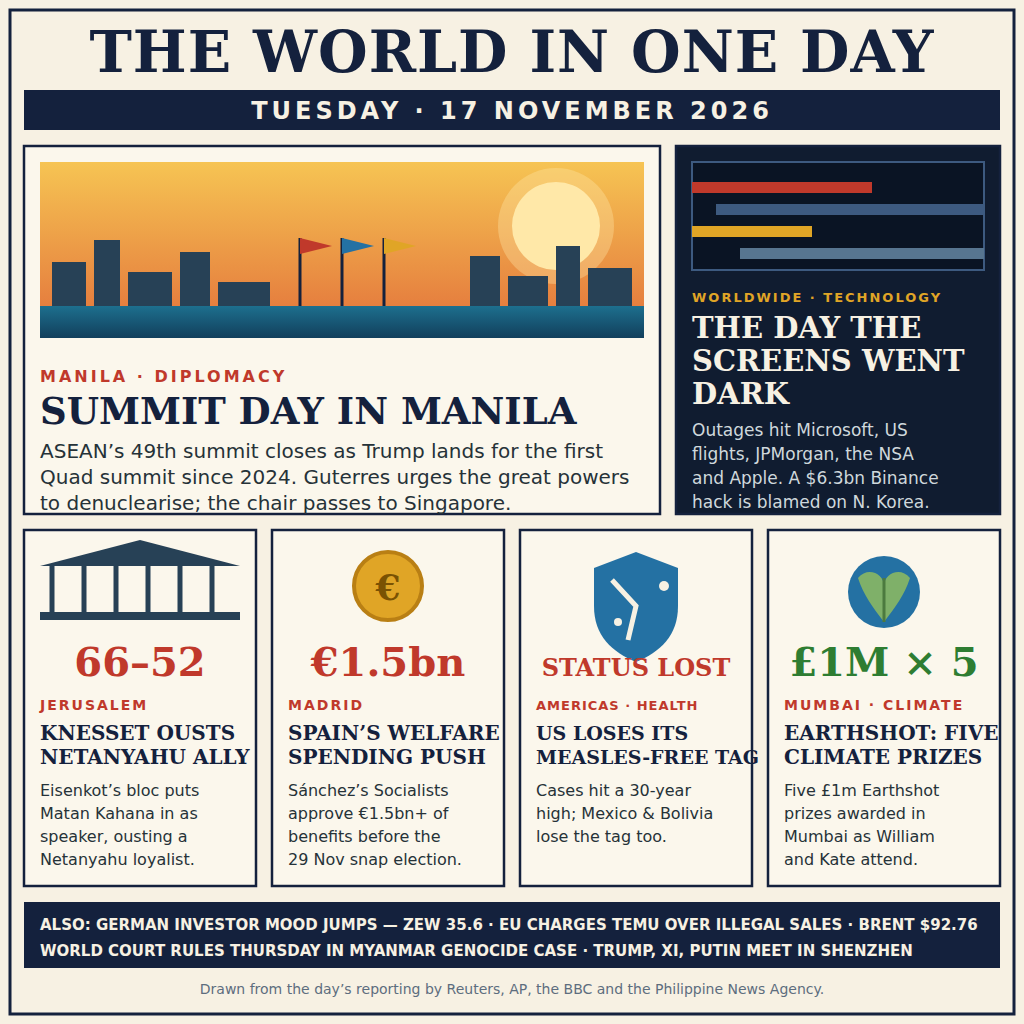 THE WORLD IN ONE DAY
TUESDAY · 17 NOVEMBER 2026
MANILA · DIPLOMACY
SUMMIT DAY IN MANILA
ASEAN’s 49th summit closes as Trump lands for the first
Quad summit since 2024. Guterres urges the great powers
to denuclearise; the chair passes to Singapore.
WORLDWIDE · TECHNOLOGY
THE DAY THE
SCREENS WENT
DARK
Outages hit Microsoft, US
flights, JPMorgan, the NSA
and Apple. A $6.3bn Binance
hack is blamed on N. Korea.
66–52
JERUSALEM
KNESSET OUSTS
NETANYAHU ALLY
Eisenkot’s bloc puts
Matan Kahana in as
speaker, ousting a
Netanyahu loyalist.
€
€1.5bn
MADRID
SPAIN’S WELFARE
SPENDING PUSH
Sánchez’s Socialists
approve €1.5bn+ of
benefits before the
29 Nov snap election.
STATUS LOST
AMERICAS · HEALTH
US LOSES ITS
MEASLES-FREE TAG
Cases hit a 30-year
high; Mexico & Bolivia
lose the tag too.
£1M × 5
MUMBAI · CLIMATE
EARTHSHOT: FIVE
CLIMATE PRIZES
Five £1m Earthshot
prizes awarded in
Mumbai as William
and Kate attend.
ALSO: GERMAN INVESTOR MOOD JUMPS — ZEW 35.6 · EU CHARGES TEMU OVER ILLEGAL SALES · BRENT $92.76
WORLD COURT RULES THURSDAY IN MYANMAR GENOCIDE CASE · TRUMP, XI, PUTIN MEET IN SHENZHEN
Drawn from the day’s reporting by Reuters, AP, the BBC and the Philippine News Agency.